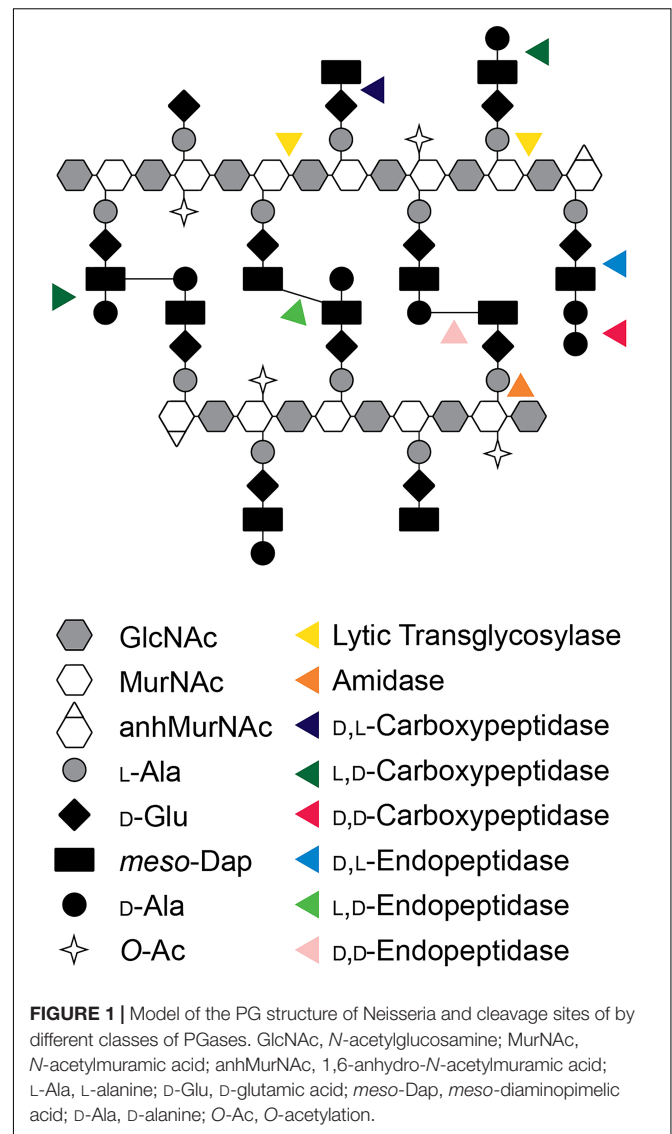 GlcNAc
MurNAc
anhMurNAc
L-Ala
D-Glu
meso-Dap
D-Ala
O-Ac
Lytic Transglycosylase
Amidase
D,L-Carboxypeptidase
L,D-Carboxypeptidase
D,D-Carboxypeptidase
D,L-Endopeptidase
L,D-Endopeptidase
D,D-Endopeptidase
FIGURE 1 | Model of the PG structure of Neisseria and cleavage sites of by
different classes of PGases. GlcNAc, N-acetylglucosamine; MurNAc,
N-acetylmuramic acid; anhMurNAc, 1,6-anhydro-N-acetylmuramic acid;
L-Ala, L-alanine; D-Glu, D-glutamic acid; meso-Dap, meso-diaminopimelic
acid; D-Ala, D-alanine; O-Ac, O-acetylation.